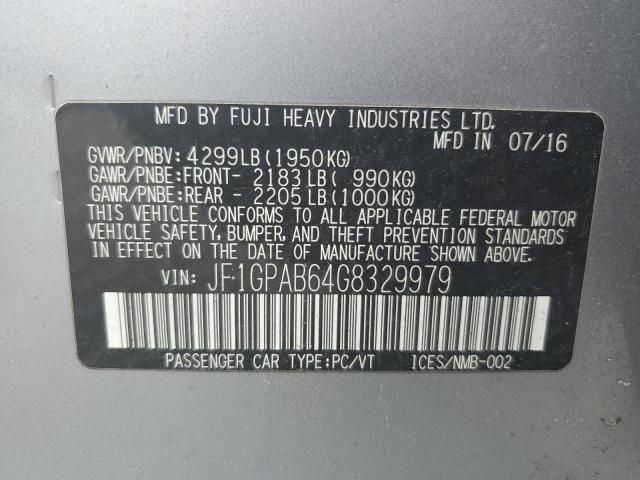 MFD BY FUJI HEAVY INDUSTRIES LTD.
MFD IN 07/16
GVWR/PNBV: 4299LB(1950KG)
GAWR/PNBE:FRONT- 2183LB( 990KG)
GAWR/PNBE:REAR - 2205LB(1000KG)
THIS VEHICLE CONFORMS TO ALL APPLICABLE FEDERAL MOTOR
VEHICLE SAFETY, BUMPER, AND THEFT PREVENTION STANDARDS
IN EFFECT ON THE DATE OF MANUFACTURE SHOWN ABOVE.
VIN: JF1GPAB64G8329979
PASSENGER CAR TYPE:PC/VT ICES/NMB-002